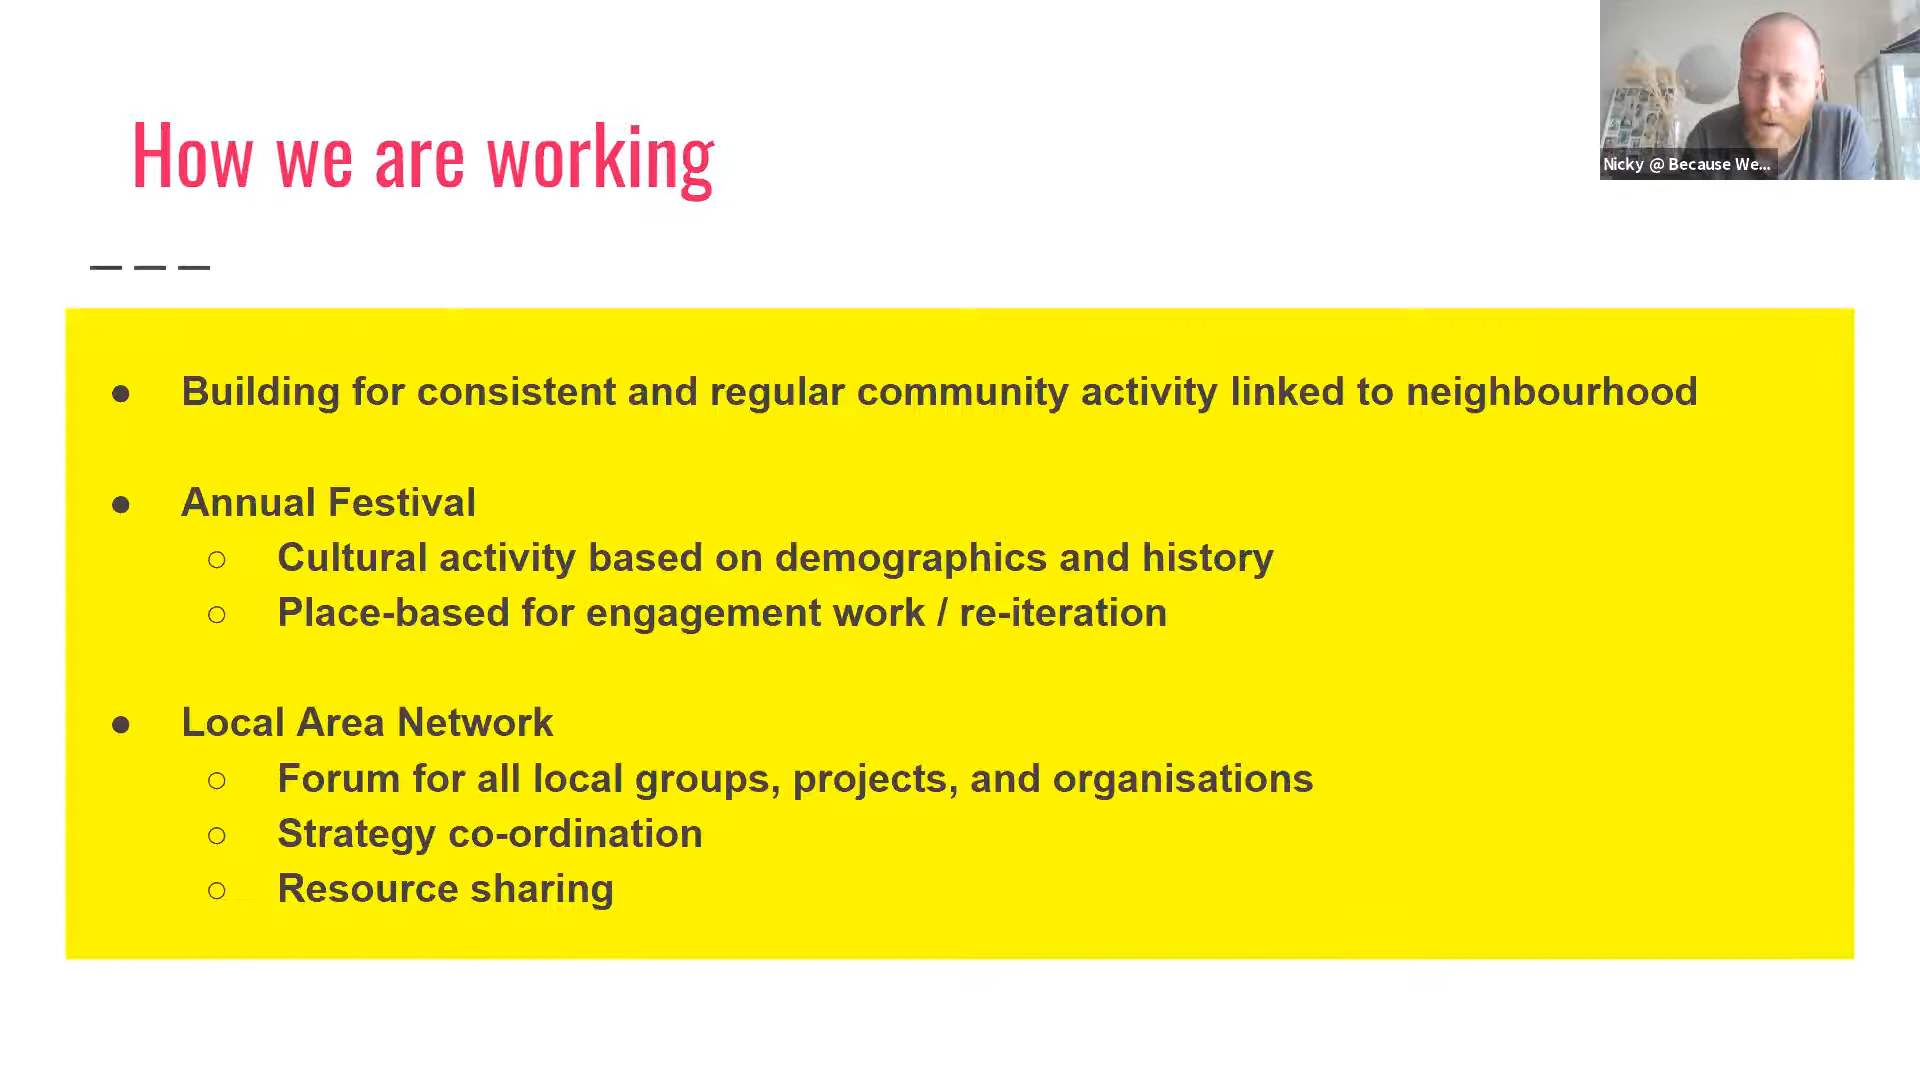 How we are working
Nicky @ Because We...
● Building for consistent and regular community activity linked to neighbourhood
● Annual Festival
○ Cultural activity based on demographics and history
○ Place-based for engagement work / re-iteration
● Local Area Network
○ Forum for all local groups, projects, and organisations
○ Strategy co-ordination
○ Resource sharing